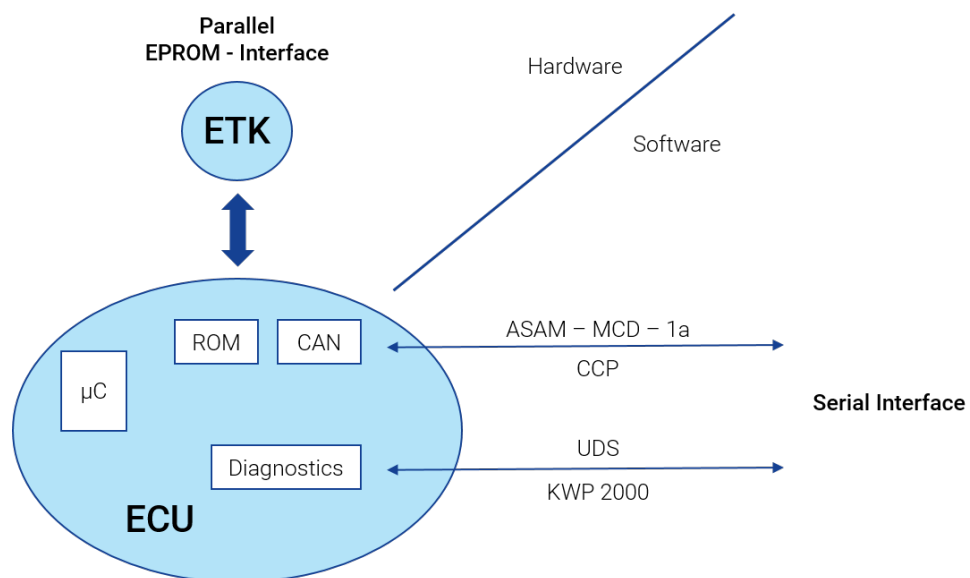 Parallel
EPROM - Interface
ETK
Hardware
Software
ROM
CAN
µC
Diagnostics
ECU
ASAM – MCD – 1a
CCP
UDS
KWP 2000
Serial Interface